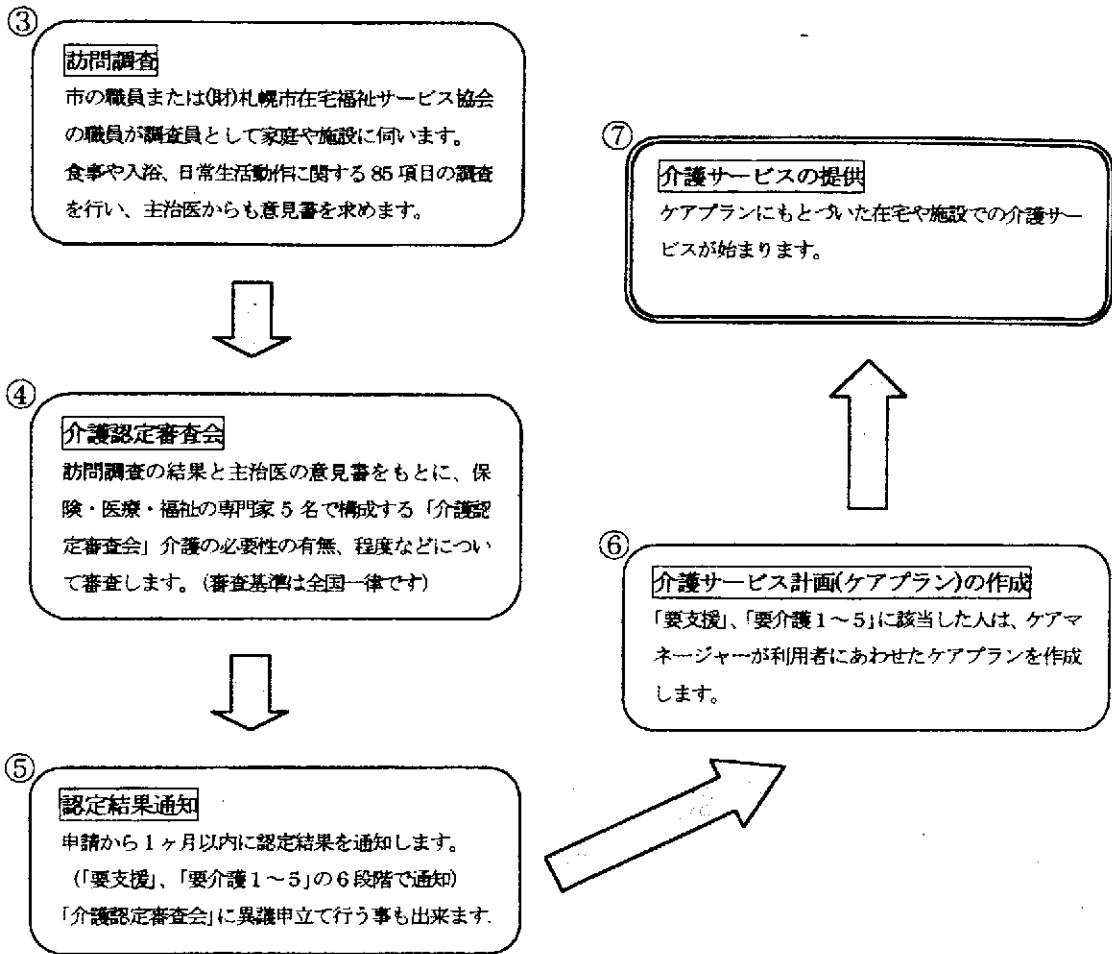 ③
訪問調査
市の職員または(財)札幌市在宅福祉サービス協会
の職員が調査員として家庭や施設に伺います。
食事や入浴、日常生活動作に関する 85 項目の調査
を行い、主治医からも意見書を求めます。
④
介護認定審査会
訪問調査の結果と主治医の意見書をもとに、保
険・医療・福祉の専門家 5 名で構成する「介護認
定審査会」介護の必要性の有無、程度などについ
て審査します。(審査基準は全国一律です)
⑤
認定結果通知
申請から 1 ヶ月以内に認定結果を通知します。
(「要支援」、「要介護 1～5」の 6 段階で通知)
「介護認定審査会」に異議申立て行う事も出来ます.
⑥
介護サービス計画(ケアプラン)の作成
「要支援」、「要介護 1～5」に該当した人は、ケアマ
ネージャーが利用者にあわせたケアプランを作成
します。
⑦
介護サービスの提供
ケアプランにもとづいた在宅や施設での介護サー
ビスが始まります。